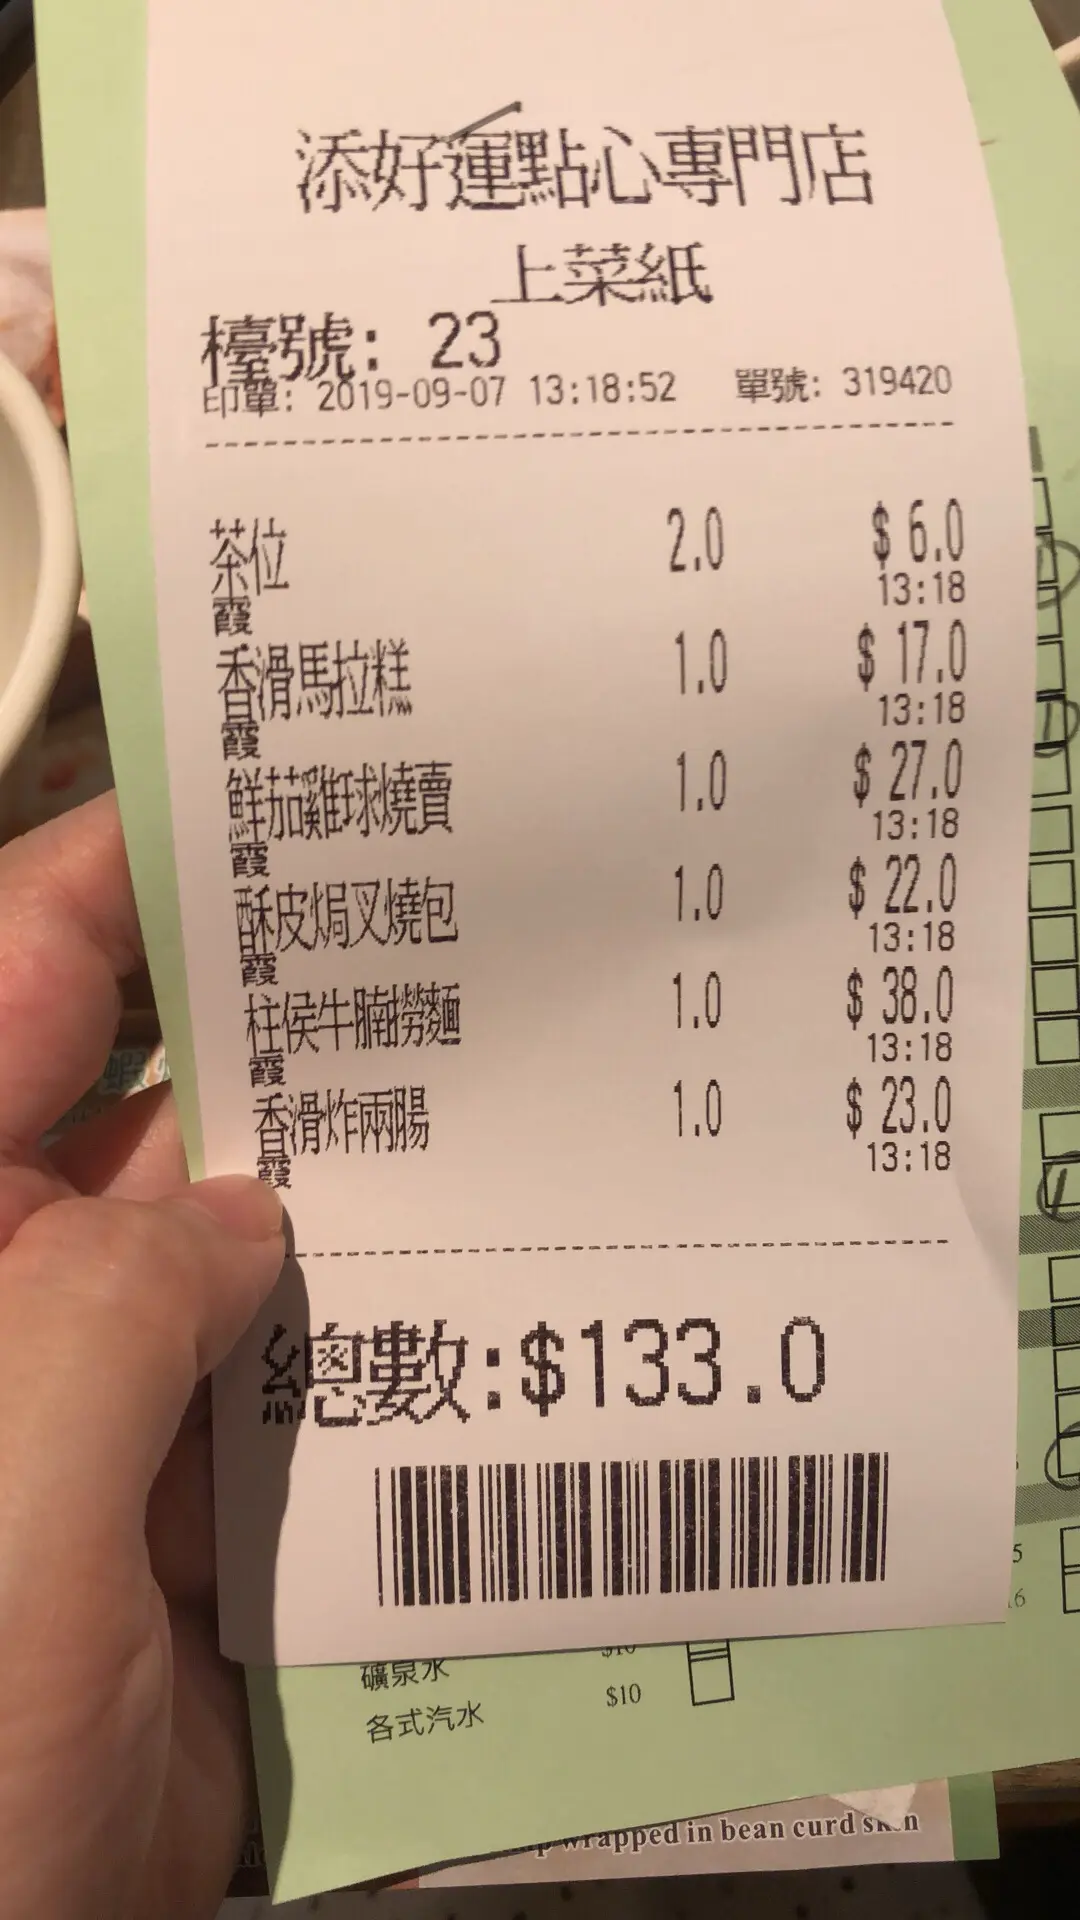 添好運點心專門店
上菜紙
檯號: 23
印單: 2019-09-07 13:18:52 單號: 319420
茶位 2.0 $ 6.0
13:18
霞
香滑馬拉糕 1.0 $ 17.0
13:18
霞
鮮茄雞球燒賣 1.0 $ 27.0
13:18
霞
酥皮焗叉燒包 1.0 $ 22.0
13:18
霞
柱侯牛腩撈麵 1.0 $ 38.0
13:18
霞
香滑炸兩腸 1.0 $ 23.0
13:18
霞
總數:$133.0
礦泉水 $10
各式汽水 $10
wrapped in bean curd skin